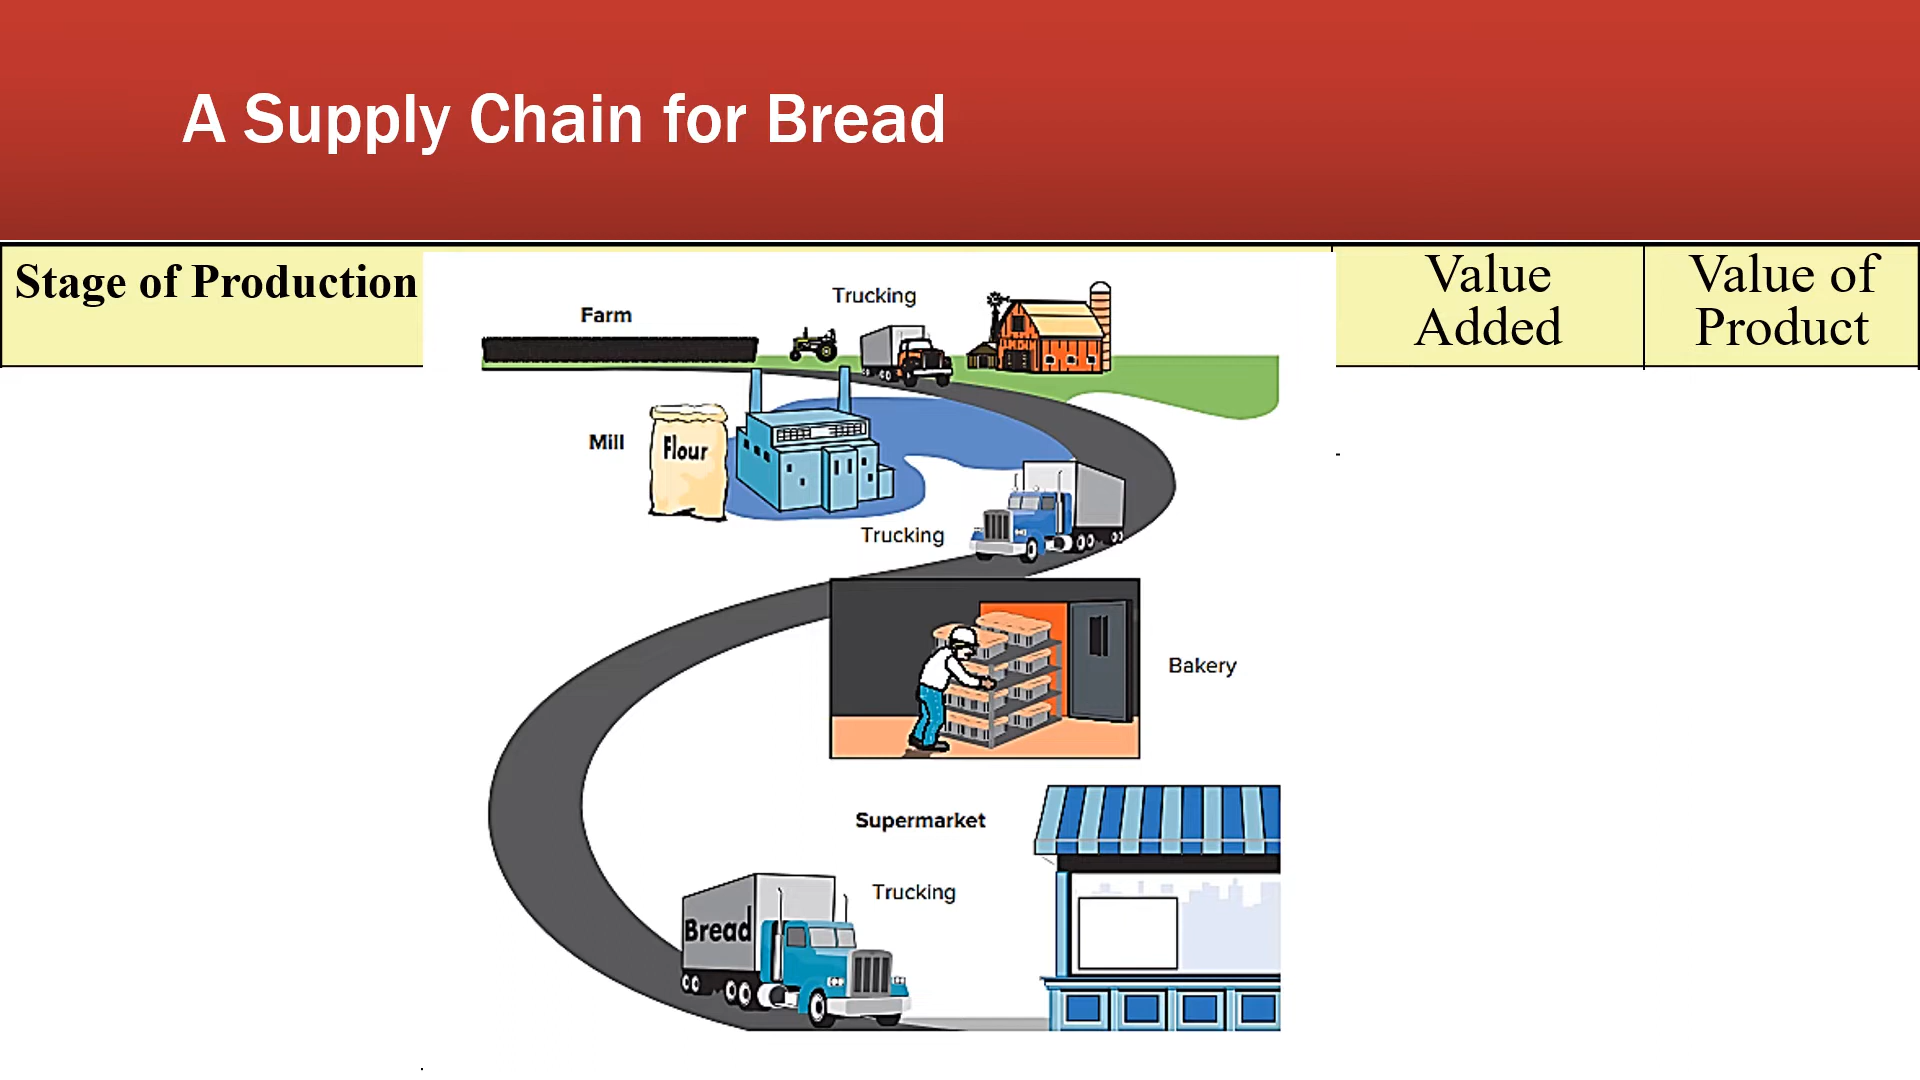 A Supply Chain for Bread
Stage of Production
Value
Added
Value of
Product
Trucking
Farm
Mill
Flour
Trucking
Bakery
Supermarket
Trucking
Bread